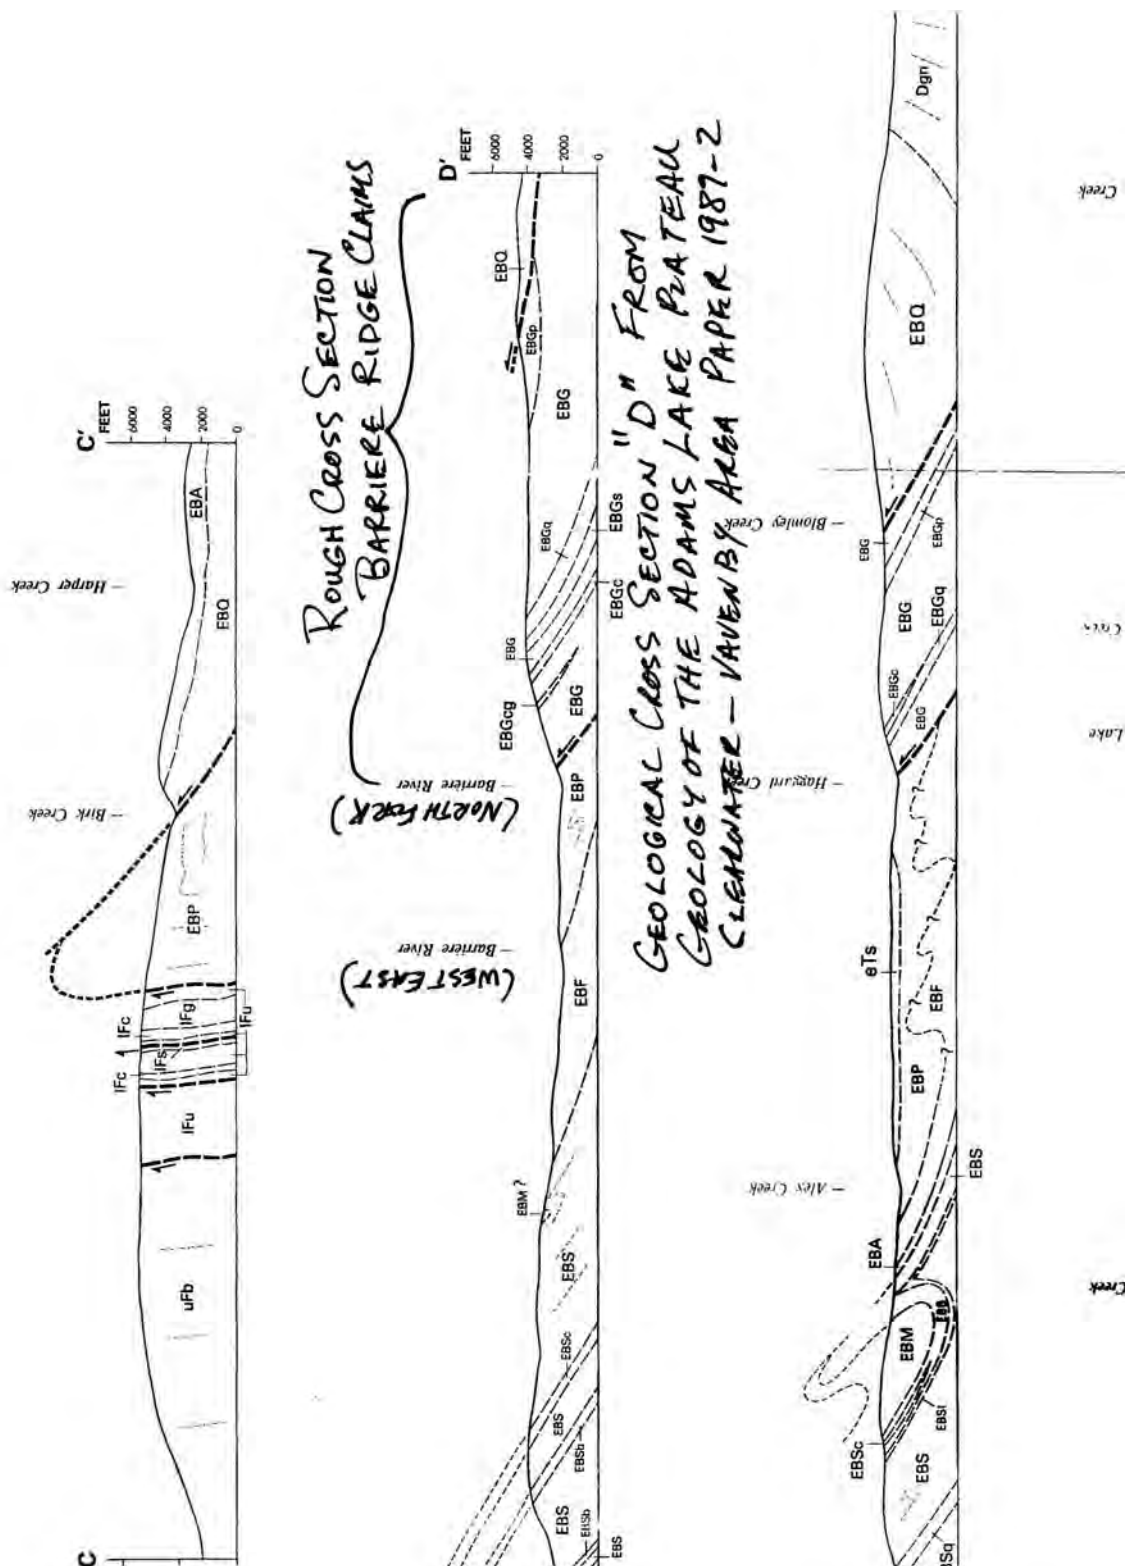 C'
FEET
6000
4000
2000
0
Harper Creek
Birk Creek
EBA
EBQ
EBP
IFc
IFg
IFu
IFs
IFc
IFu
uFb
C
ROUGH CROSS SECTION
BARRIERE RIDGE CLAIMS
D'
FEET
6000
4000
2000
0
EBQ
EBGp
EBG
EBGq
EBGs
EBGc
EBG
EBGcg
EBG
Barrière River
(NORTH FORK)
EBP
Barrière River
(WEST EAST)
EBF
EBM?
EBS
EBSc
EBS
EBSb
EBS
EBSb
EBS
GEOLOGICAL CROSS SECTION "D" FROM
GEOLOGY OF THE ADAMS LAKE PLATEAU
CLEARWATER - VAVENBY AREA PAPER 1987-2
Dgn
EBQ
Blomley Creek
EBG
EBGp
EBG
EBGq
EBGc
EBG
Haggard Creek
eTs
EBF
EBP
?
?
?
?
EBS
Alex Creek
EBA
EBM
EBSc
EBS
EBSq
Creek
Creek
Lake
Creek